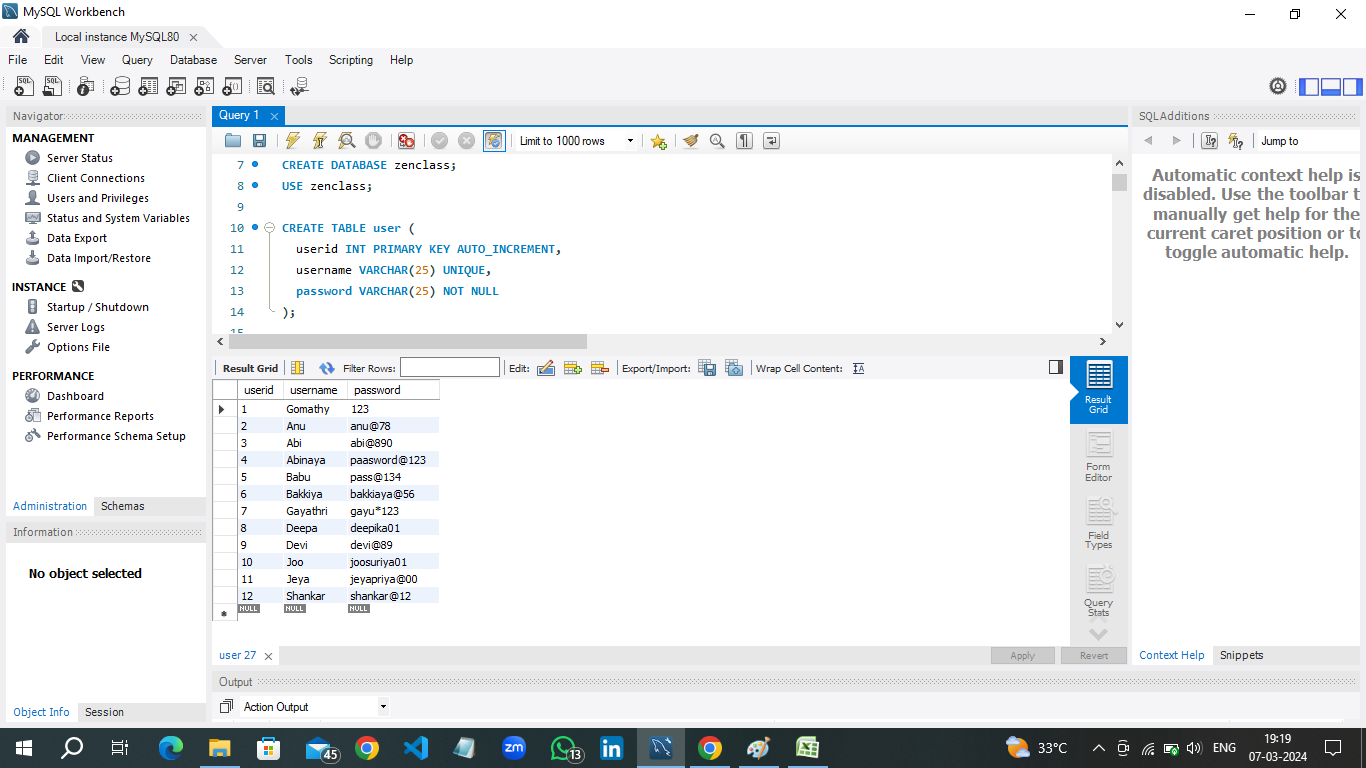 MySQL Workbench
Local instance MySQL80
File Edit View Query Database Server Tools Scripting Help
Navigator
MANAGEMENT
Server Status
Client Connections
Users and Privileges
Status and System Variables
Data Export
Data Import/Restore
INSTANCE
Startup / Shutdown
Server Logs
Options File
PERFORMANCE
Dashboard
Performance Reports
Performance Schema Setup
Administration Schemas
Information
No object selected
Object Info Session
Query 1
Limit to 1000 rows
7 CREATE DATABASE zenclass;
8 USE zenclass;
9
10 CREATE TABLE user (
11 userid INT PRIMARY KEY AUTO_INCREMENT,
12 username VARCHAR(25) UNIQUE,
13 password VARCHAR(25) NOT NULL
14 );
15
Result Grid Filter Rows: Edit: Export/Import: Wrap Cell Content:
userid username password
1 Gomathy 123
2 Anu anu@78
3 Abi abi@890
4 Abinaya paasword@123
5 Babu pass@134
6 Bakkiya bakkiaya@56
7 Gayathri gayu*123
8 Deepa deepika01
9 Devi devi@89
10 Joo joosuriya01
11 Jeya jeyapriya@00
12 Shankar shankar@12
NULL NULL NULL
Result
Grid
Form
Editor
Field
Types
Query
Stats
user 27
Apply Revert
Output
Action Output
SQLAdditions
Jump to
Automatic context help is
disabled. Use the toolbar t
manually get help for the
current caret position or to
toggle automatic help.
Context Help Snippets
45
zm
13
in
33°C
ENG
19:19
07-03-2024